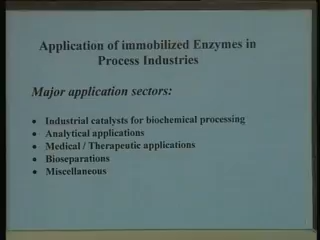 Application of immobilized Enzymes in
Process Industries
Major application sectors:
• Industrial catalysts for biochemical processing
• Analytical applications
• Medical / Therapeutic applications
• Bioseparations
• Miscellaneous